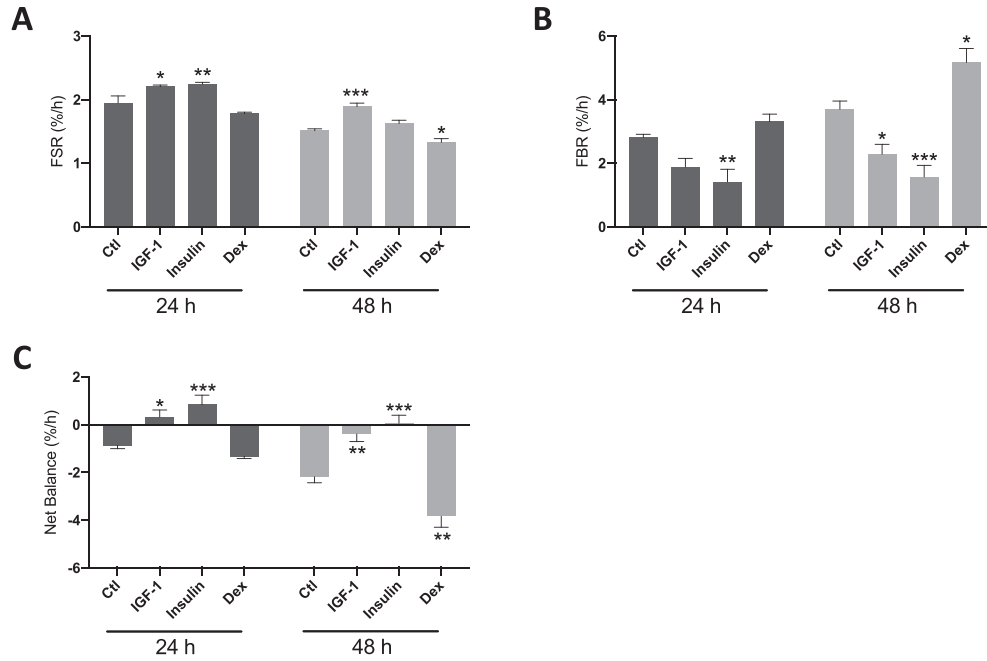 A
FSR (%/h)
3
2
1
0
* ** *** *
Ctl IGF-1 Insulin Dex Ctl IGF-1 Insulin Dex
24 h 48 h
B
FBR (%/h)
6
4
2
0
** * *** *
Ctl IGF-1 Insulin Dex Ctl IGF-1 Insulin Dex
24 h 48 h
C
Net Balance (%/h)
2
0
-2
-4
-6
* *** ** *** **
Ctl IGF-1 Insulin Dex Ctl IGF-1 Insulin Dex
24 h 48 h